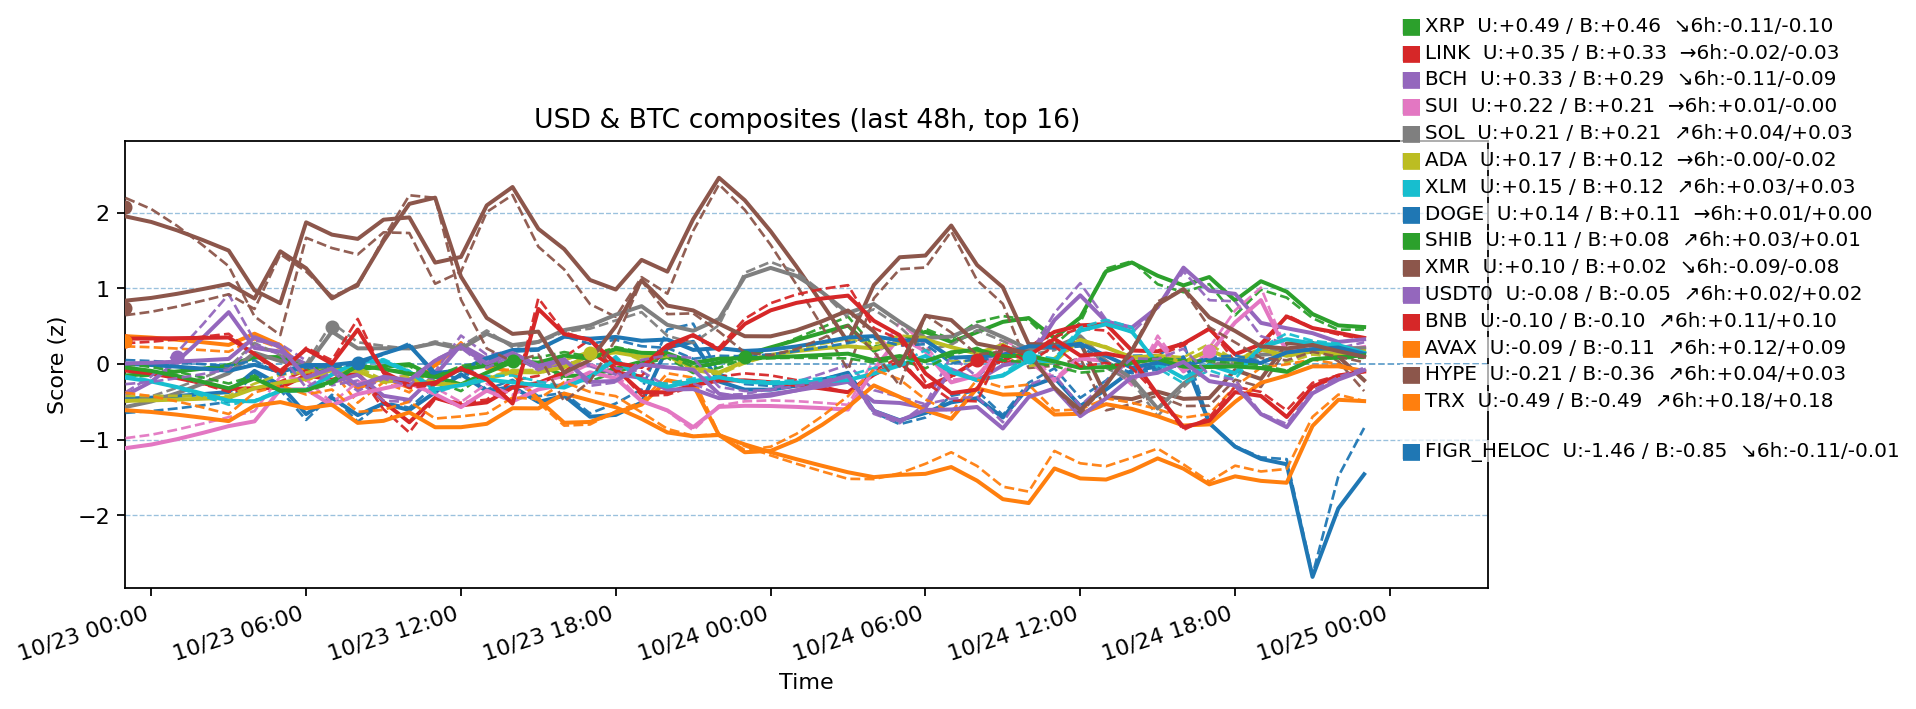 XRP U:+0.49 / B:+0.46 ↘6h:-0.11/-0.10
LINK U:+0.35 / B:+0.33 →6h:-0.02/-0.03
BCH U:+0.33 / B:+0.29 ↘6h:-0.11/-0.09
SUI U:+0.22 / B:+0.21 →6h:+0.01/-0.00
SOL U:+0.21 / B:+0.21 ↗6h:+0.04/+0.03
ADA U:+0.17 / B:+0.12 →6h:-0.00/-0.02
XLM U:+0.15 / B:+0.12 ↗6h:+0.03/+0.03
DOGE U:+0.14 / B:+0.11 →6h:+0.01/+0.00
SHIB U:+0.11 / B:+0.08 ↗6h:+0.03/+0.01
XMR U:+0.10 / B:+0.02 ↘6h:-0.09/-0.08
USDT0 U:-0.08 / B:-0.05 ↗6h:+0.02/+0.02
BNB U:-0.10 / B:-0.10 ↗6h:+0.11/+0.10
AVAX U:-0.09 / B:-0.11 ↗6h:+0.12/+0.09
HYPE U:-0.21 / B:-0.36 ↗6h:+0.04/+0.03
TRX U:-0.49 / B:-0.49 ↗6h:+0.18/+0.18
FIGR_HELOC U:-1.46 / B:-0.85 ↘6h:-0.11/-0.01
USD & BTC composites (last 48h, top 16)
Score (z)
2
1
0
−1
−2
10/23 00:00
10/23 06:00
10/23 12:00
10/23 18:00
10/24 00:00
10/24 06:00
10/24 12:00
10/24 18:00
10/25 00:00
Time